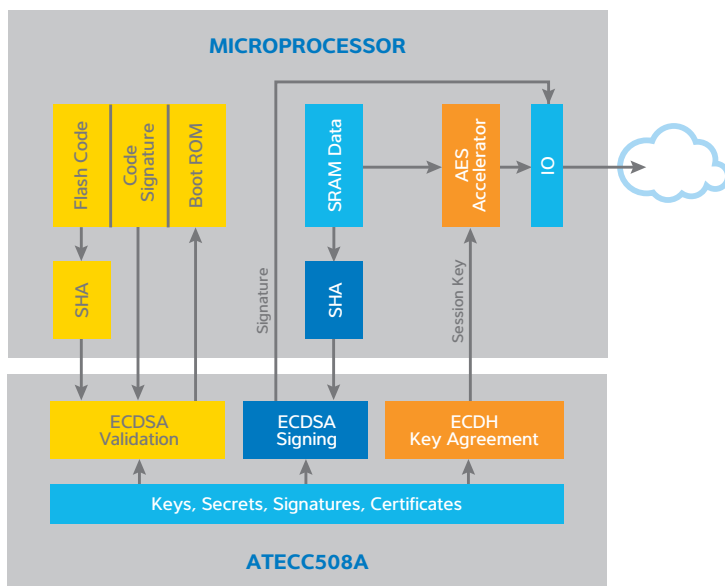 MICROPROCESSOR
Flash Code
Code
Signature
Boot ROM
SRAM Data
AES
Accelerator
IO
SHA
Signature
SHA
Session Key
ECDSA
Validation
ECDSA
Signing
ECDH
Key Agreement
Keys, Secrets, Signatures, Certificates
ATECC508A